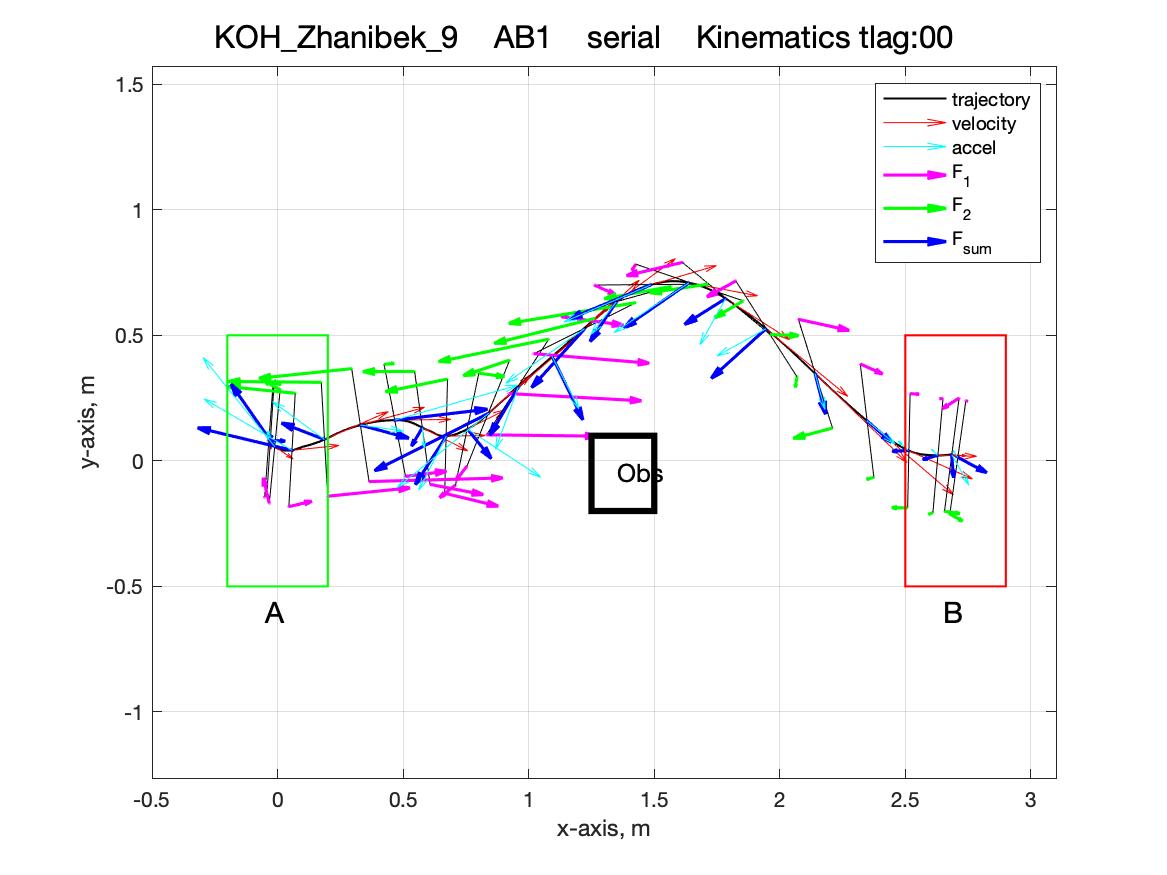 KOH_Zhanibek_9 AB1 serial Kinematics tlag:00
1.5
1
0.5
0
-0.5
-1
y-axis, m
trajectory
velocity
accel
F1
F2
Fsum
Obs
A
B
-0.5 0 0.5 1 1.5 2 2.5 3
x-axis, m